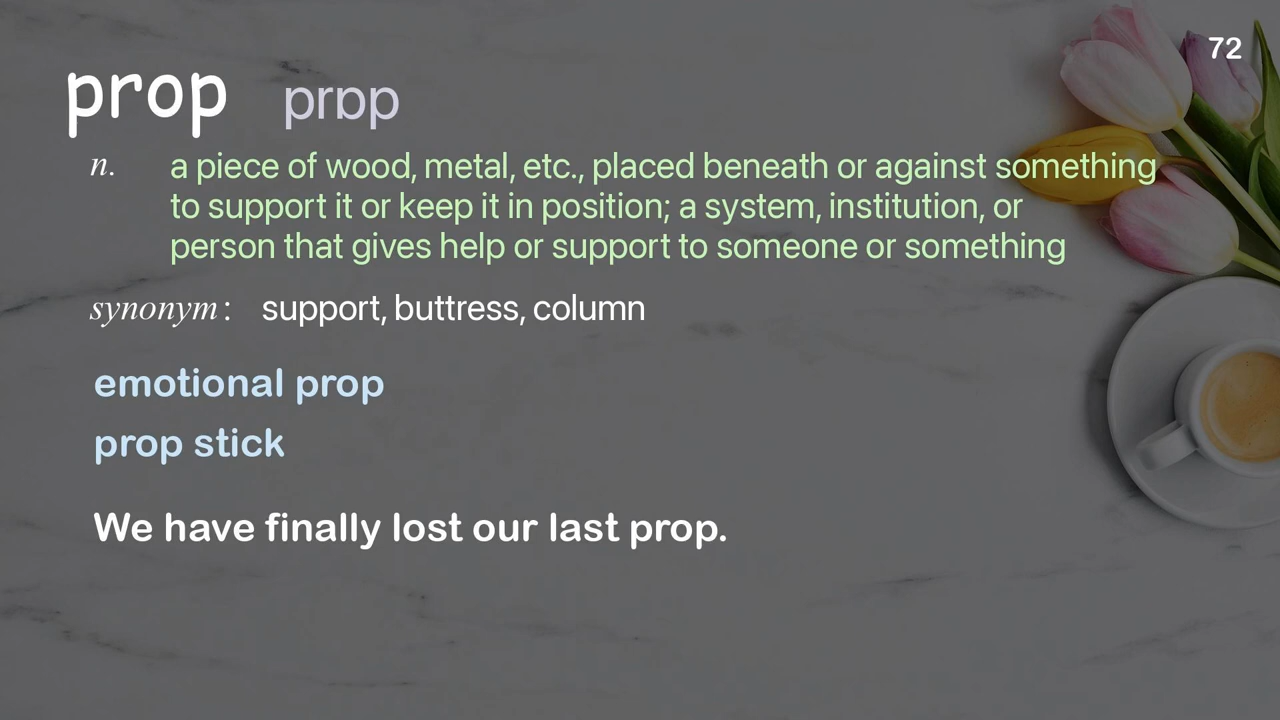 72
prop prɒp
n. a piece of wood, metal, etc., placed beneath or against something
to support it or keep it in position; a system, institution, or
person that gives help or support to someone or something
synonym: support, buttress, column
emotional prop
prop stick
We have finally lost our last prop.